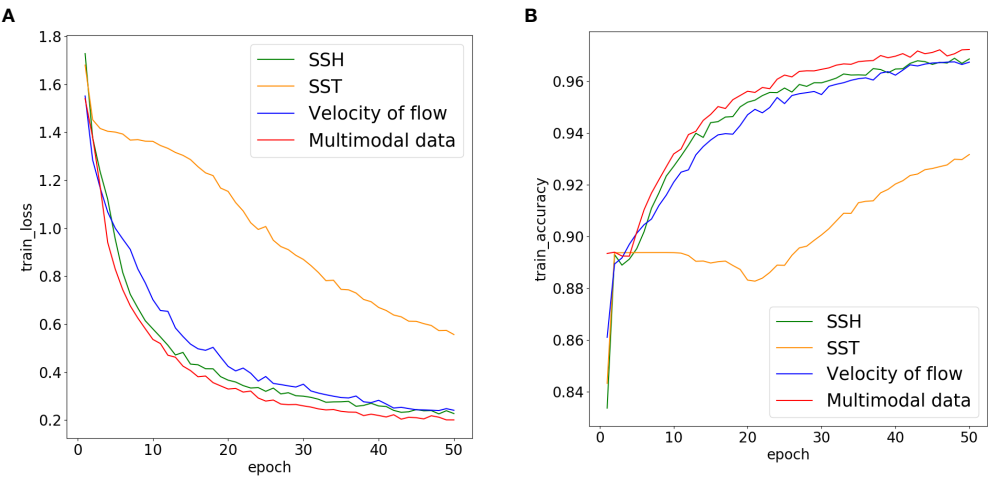 A
1.8
1.6
1.4
1.2
1.0
0.8
0.6
0.4
0.2
train_loss
0
10
20
30
40
50
epoch
SSH
SST
Velocity of flow
Multimodal data
B
0.96
0.94
0.92
0.90
0.88
0.86
0.84
train_accuracy
0
10
20
30
40
50
epoch
SSH
SST
Velocity of flow
Multimodal data